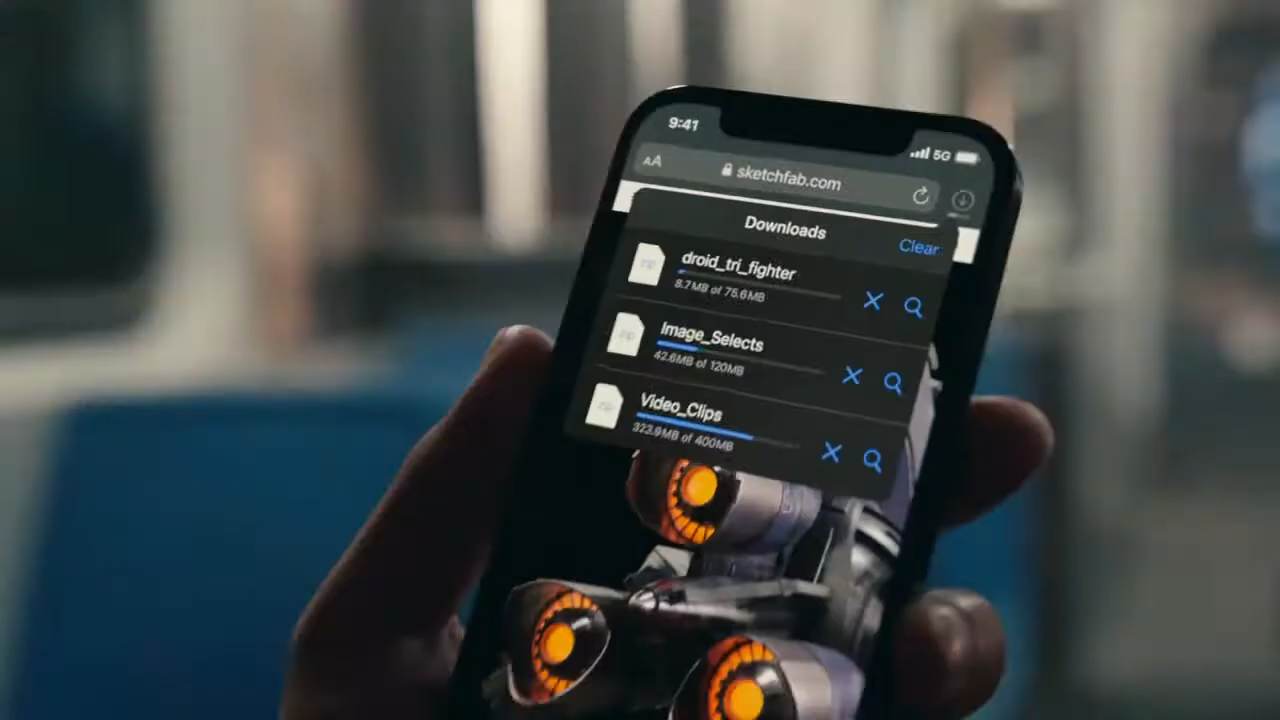 9:41
5G
AA
sketchfab.com
Downloads
Clear
droid_tri_fighter
8.7MB of 75.6MB
Image_Selects
42.6MB of 120MB
Video_Clips
323.9MB of 400MB